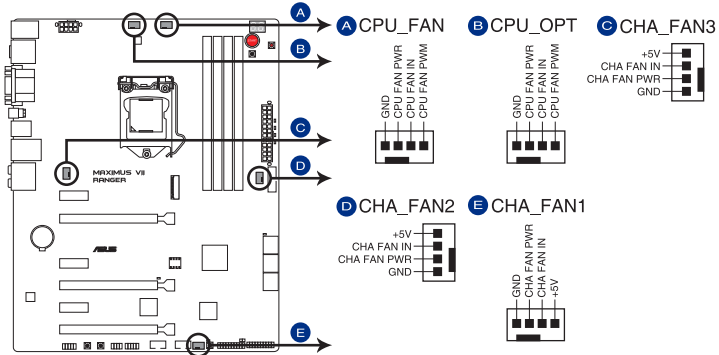 A
B
C
D
E
MAXIMUS VII
RANGER
ASUS
A CPU_FAN
GND
CPU FAN PWR
CPU FAN IN
CPU FAN PWM
B CPU_OPT
GND
CPU FAN PWR
CPU FAN IN
CPU FAN PWM
C CHA_FAN3
+5V
CHA FAN IN
CHA FAN PWR
GND
D CHA_FAN2
+5V
CHA FAN IN
CHA FAN PWR
GND
E CHA_FAN1
GND
CHA FAN PWR
CHA FAN IN
+5V